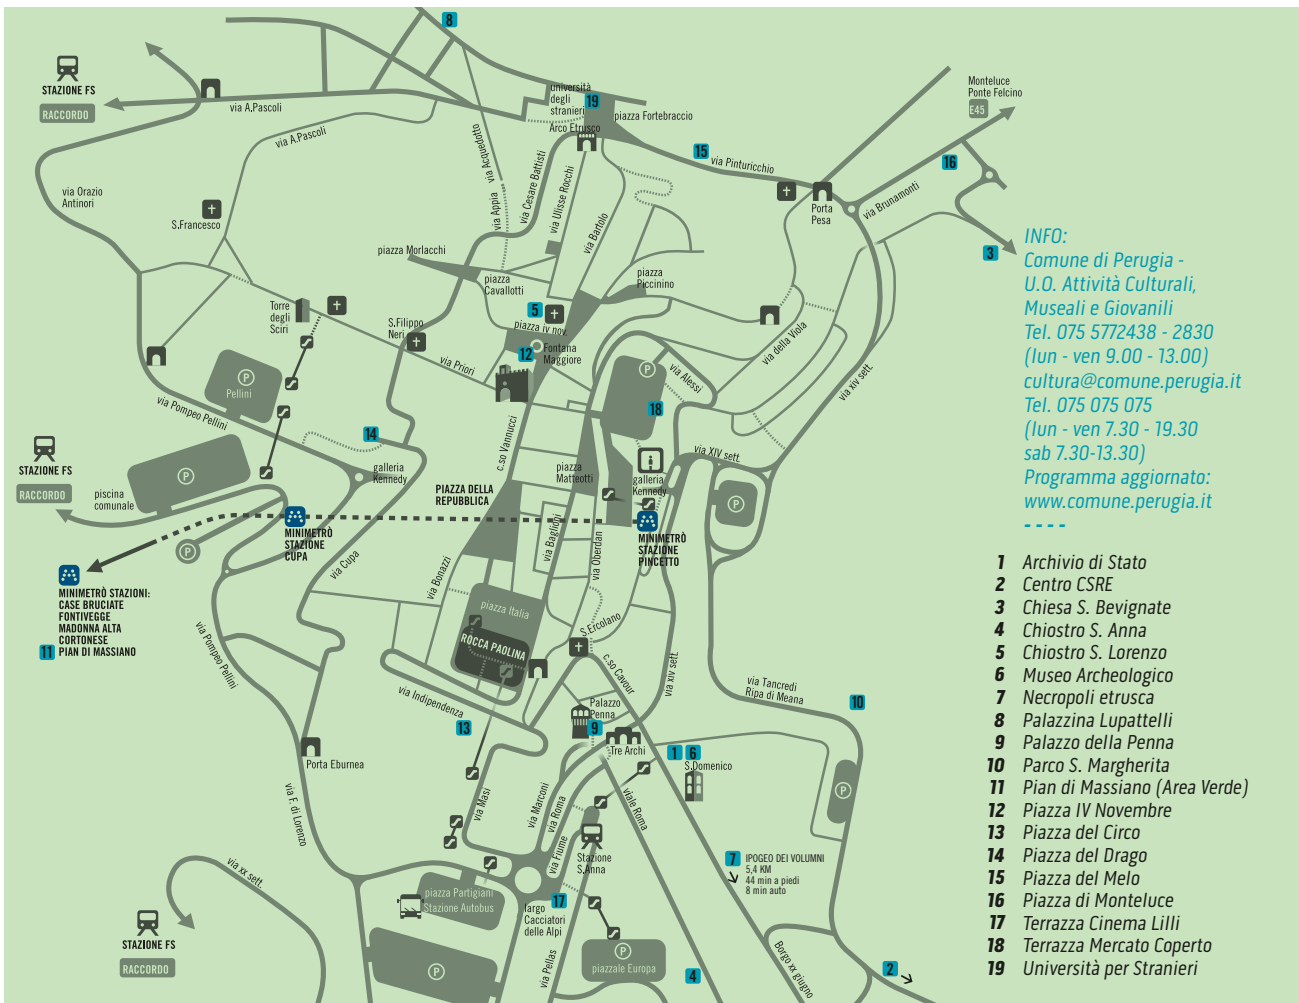 8
STAZIONE FS
RACCORDO
via A.Pascoli
via A.Pascoli
università
degli
stranieri
19
Arco Etrusco
piazza Fortebraccio
15
via Pinturicchio
Monteluce
Ponte Felcino
E45
16
via Brunamonti
Porta
Pesa
3
via Orazio
Antinori
S.Francesco
via Acquedotto
via Appia
via Cesare Battisti
via Ulisse Rocchi
via Bartolo
piazza Morlacchi
piazza
Cavallotti
piazza
Piccinino
Torre
degli
Sciri
S.Filippo
Neri
5
piazza iv nov.
12
Fontana
Maggiore
via Priori
via della Viola
via xiv sett.
via Alessi
P
Pellini
P
18
via Pompeo Pellini
14
galleria
Kennedy
c.so Vannucci
piazza
Matteotti
via XIV sett.
galleria
Kennedy
P
STAZIONE FS
RACCORDO
piscina
comunale
P
PIAZZA DELLA
REPUBBLICA
P
MINIMETRÒ
STAZIONE
CUPA
MINIMETRÒ
STAZIONE
PINCETTO
via Baglioni
via Oberdan
via Bonazzi
via Cupa
MINIMETRÒ STAZIONI:
CASE BRUCIATE
FONTIVEGGE
MADONNA ALTA
CORTONESE
11 PIAN DI MASSIANO
via Pompeo Pellini
piazza Italia
ROCCA PAOLINA
S.Ercolano
c.so Cavour
via xiv sett.
via Tancredi
Ripa di Meana
10
via Indipendenza
13
Palazzo
Penna
9
Tre Archi
1
6
S.Domenico
Porta Eburnea
via F. di Lorenzo
via Masi
via Marconi
via Roma
via Fiume
viale Roma
P
Stazione
S.Anna
7 IPOGEO DEI VOLUMNI
5,4 KM
44 min a piedi
8 min auto
via xx sett.
piazza Partigiani
Stazione Autobus
17
largo
Cacciatori
delle Alpi
STAZIONE FS
RACCORDO
P
via Pellas
P
piazzale Europa
4
Borgo xx giugno
2
INFO:
Comune di Perugia -
U.O. Attività Culturali,
Museali e Giovanili
Tel. 075 5772438 - 2830
(lun - ven 9.00 - 13.00)
cultura@comune.perugia.it
Tel. 075 075 075
(lun - ven 7.30 - 19.30
sab 7.30-13.30)
Programma aggiornato:
www.comune.perugia.it
- - - -
1 Archivio di Stato
2 Centro CSRE
3 Chiesa S. Bevignate
4 Chiostro S. Anna
5 Chiostro S. Lorenzo
6 Museo Archeologico
7 Necropoli etrusca
8 Palazzina Lupattelli
9 Palazzo della Penna
10 Parco S. Margherita
11 Pian di Massiano (Area Verde)
12 Piazza IV Novembre
13 Piazza del Circo
14 Piazza del Drago
15 Piazza del Melo
16 Piazza di Monteluce
17 Terrazza Cinema Lilli
18 Terrazza Mercato Coperto
19 Università per Stranieri